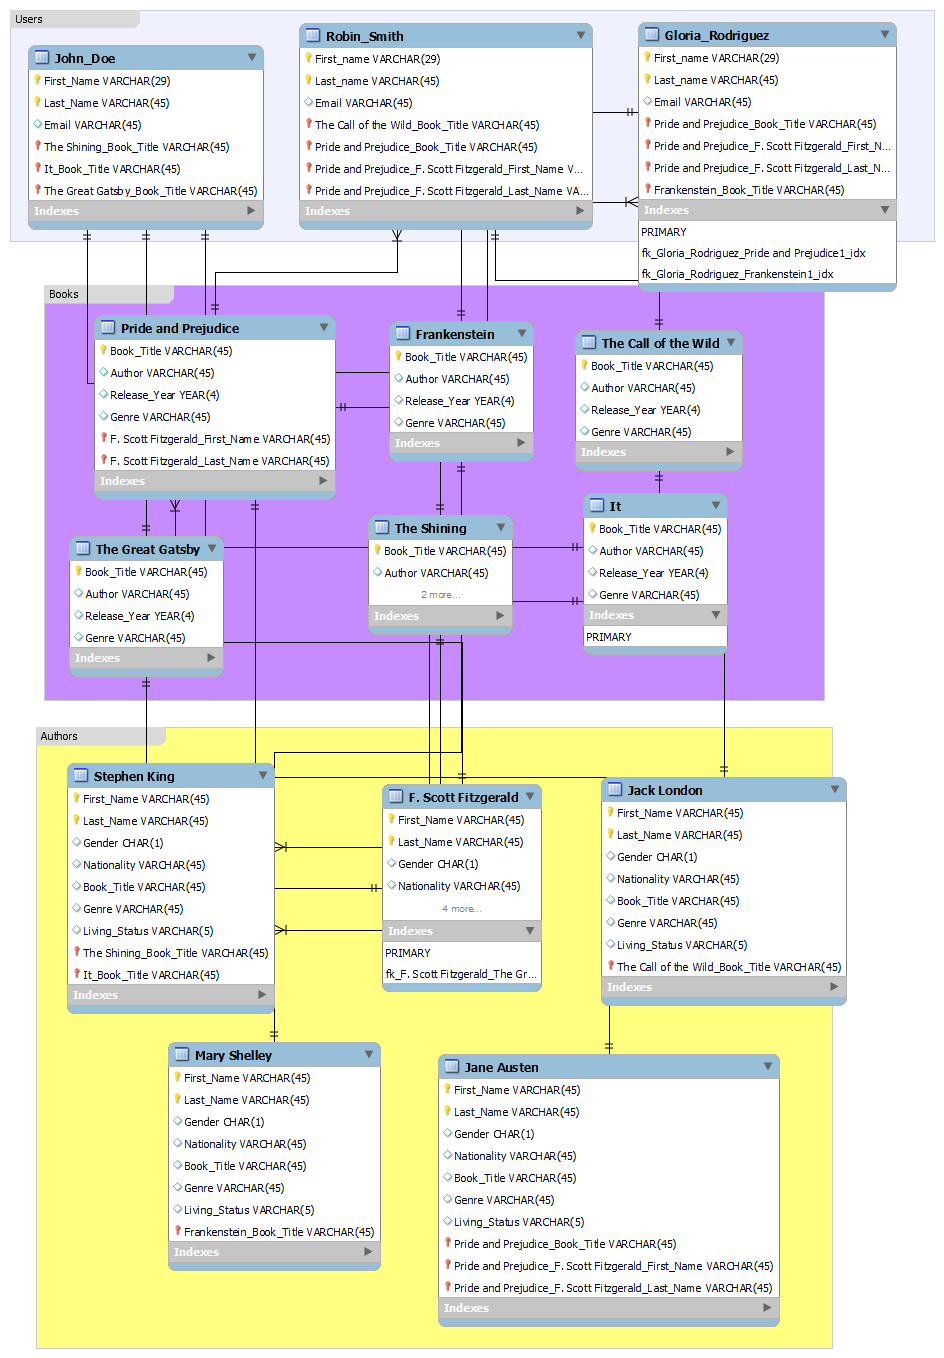 Users
John_Doe
First_Name VARCHAR(29)
Last_Name VARCHAR(45)
Email VARCHAR(45)
The Shining_Book_Title VARCHAR(45)
It_Book_Title VARCHAR(45)
The Great Gatsby_Book_Title VARCHAR(45)
Indexes
Robin_Smith
First_name VARCHAR(29)
Last_name VARCHAR(45)
Email VARCHAR(45)
The Call of the Wild_Book_Title VARCHAR(45)
Pride and Prejudice_Book_Title VARCHAR(45)
Pride and Prejudice_F. Scott Fitzgerald_First_Name V...
Pride and Prejudice_F. Scott Fitzgerald_Last_Name VA...
Indexes
Gloria_Rodriguez
First_name VARCHAR(29)
Last_name VARCHAR(45)
Email VARCHAR(45)
Pride and Prejudice_Book_Title VARCHAR(45)
Pride and Prejudice_F. Scott Fitzgerald_First_N...
Pride and Prejudice_F. Scott Fitzgerald_Last_N...
Frankenstein_Book_Title VARCHAR(45)
Indexes
PRIMARY
fk_Gloria_Rodriguez_Pride and Prejudice1_idx
fk_Gloria_Rodriguez_Frankenstein1_idx
Books
Pride and Prejudice
Book_Title VARCHAR(45)
Author VARCHAR(45)
Release_Year YEAR(4)
Genre VARCHAR(45)
F. Scott Fitzgerald_First_Name VARCHAR(45)
F. Scott Fitzgerald_Last_Name VARCHAR(45)
Indexes
Frankenstein
Book_Title VARCHAR(45)
Author VARCHAR(45)
Release_Year YEAR(4)
Genre VARCHAR(45)
Indexes
The Call of the Wild
Book_Title VARCHAR(45)
Author VARCHAR(45)
Release_Year YEAR(4)
Genre VARCHAR(45)
Indexes
The Great Gatsby
Book_Title VARCHAR(45)
Author VARCHAR(45)
Release_Year YEAR(4)
Genre VARCHAR(45)
Indexes
The Shining
Book_Title VARCHAR(45)
Author VARCHAR(45)
2 more...
Indexes
It
Book_Title VARCHAR(45)
Author VARCHAR(45)
Release_Year YEAR(4)
Genre VARCHAR(45)
Indexes
PRIMARY
Authors
Stephen King
First_Name VARCHAR(45)
Last_Name VARCHAR(45)
Gender CHAR(1)
Nationality VARCHAR(45)
Book_Title VARCHAR(45)
Genre VARCHAR(45)
Living_Status VARCHAR(5)
The Shining_Book_Title VARCHAR(45)
It_Book_Title VARCHAR(45)
Indexes
F. Scott Fitzgerald
First_Name VARCHAR(45)
Last_Name VARCHAR(45)
Gender CHAR(1)
Nationality VARCHAR(45)
4 more...
Indexes
PRIMARY
fk_F. Scott Fitzgerald_The Gr...
Jack London
First_Name VARCHAR(45)
Last_Name VARCHAR(45)
Gender CHAR(1)
Nationality VARCHAR(45)
Book_Title VARCHAR(45)
Genre VARCHAR(45)
Living_Status VARCHAR(5)
The Call of the Wild_Book_Title VARCHAR(45)
Indexes
Mary Shelley
First_Name VARCHAR(45)
Last_Name VARCHAR(45)
Gender CHAR(1)
Nationality VARCHAR(45)
Book_Title VARCHAR(45)
Genre VARCHAR(45)
Living_Status VARCHAR(5)
Frankenstein_Book_Title VARCHAR(45)
Indexes
Jane Austen
First_Name VARCHAR(45)
Last_Name VARCHAR(45)
Gender CHAR(1)
Nationality VARCHAR(45)
Book_Title VARCHAR(45)
Genre VARCHAR(45)
Living_Status VARCHAR(5)
Pride and Prejudice_Book_Title VARCHAR(45)
Pride and Prejudice_F. Scott Fitzgerald_First_Name VARCHAR(45)
Pride and Prejudice_F. Scott Fitzgerald_Last_Name VARCHAR(45)
Indexes